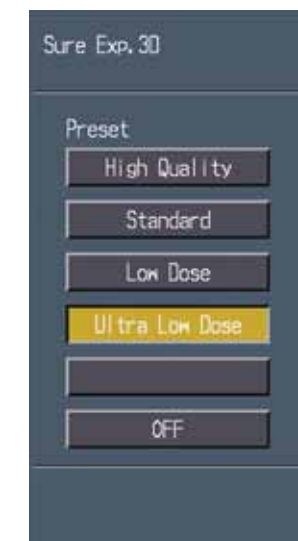 Sure Exp.3D
Preset
High Quality
Standard
Low Dose
Ultra Low Dose
OFF